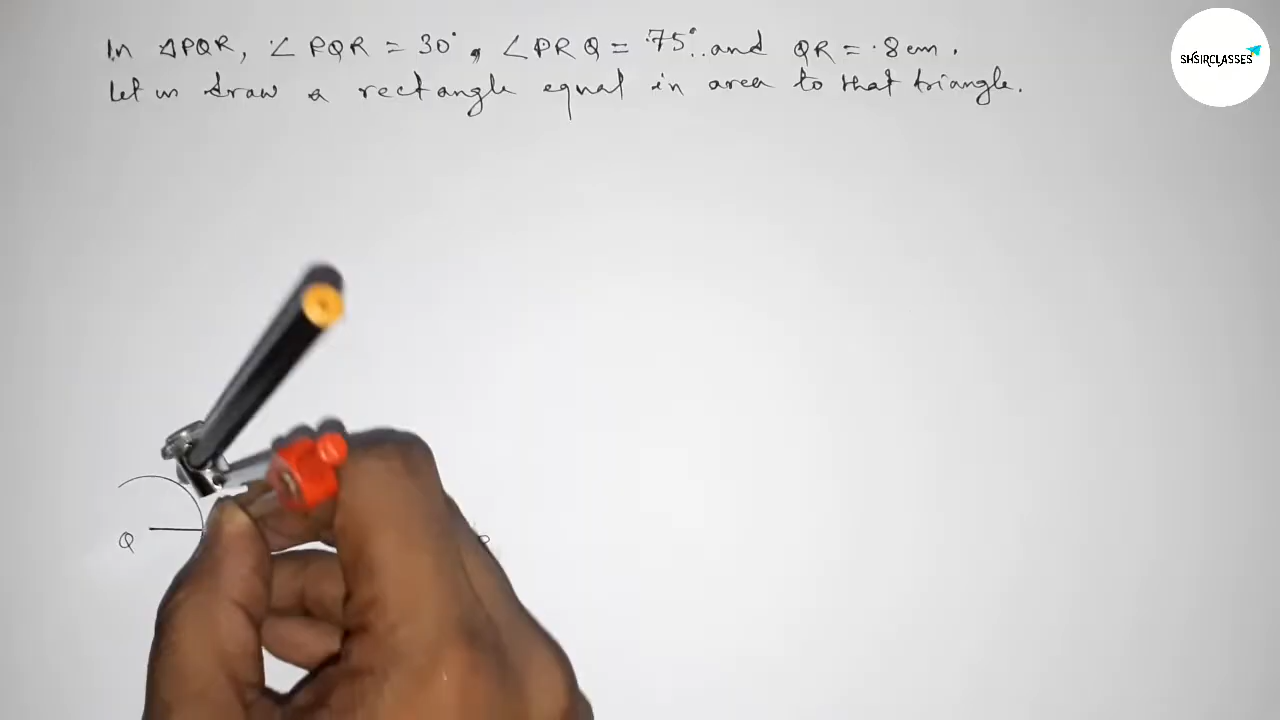 In △PQR, ∠PQR = 30°, ∠PRQ = 75°. and QR = 8 cm.
Let us draw a rectangle equal in area to that triangle.
SHSIRCLASSES
Q